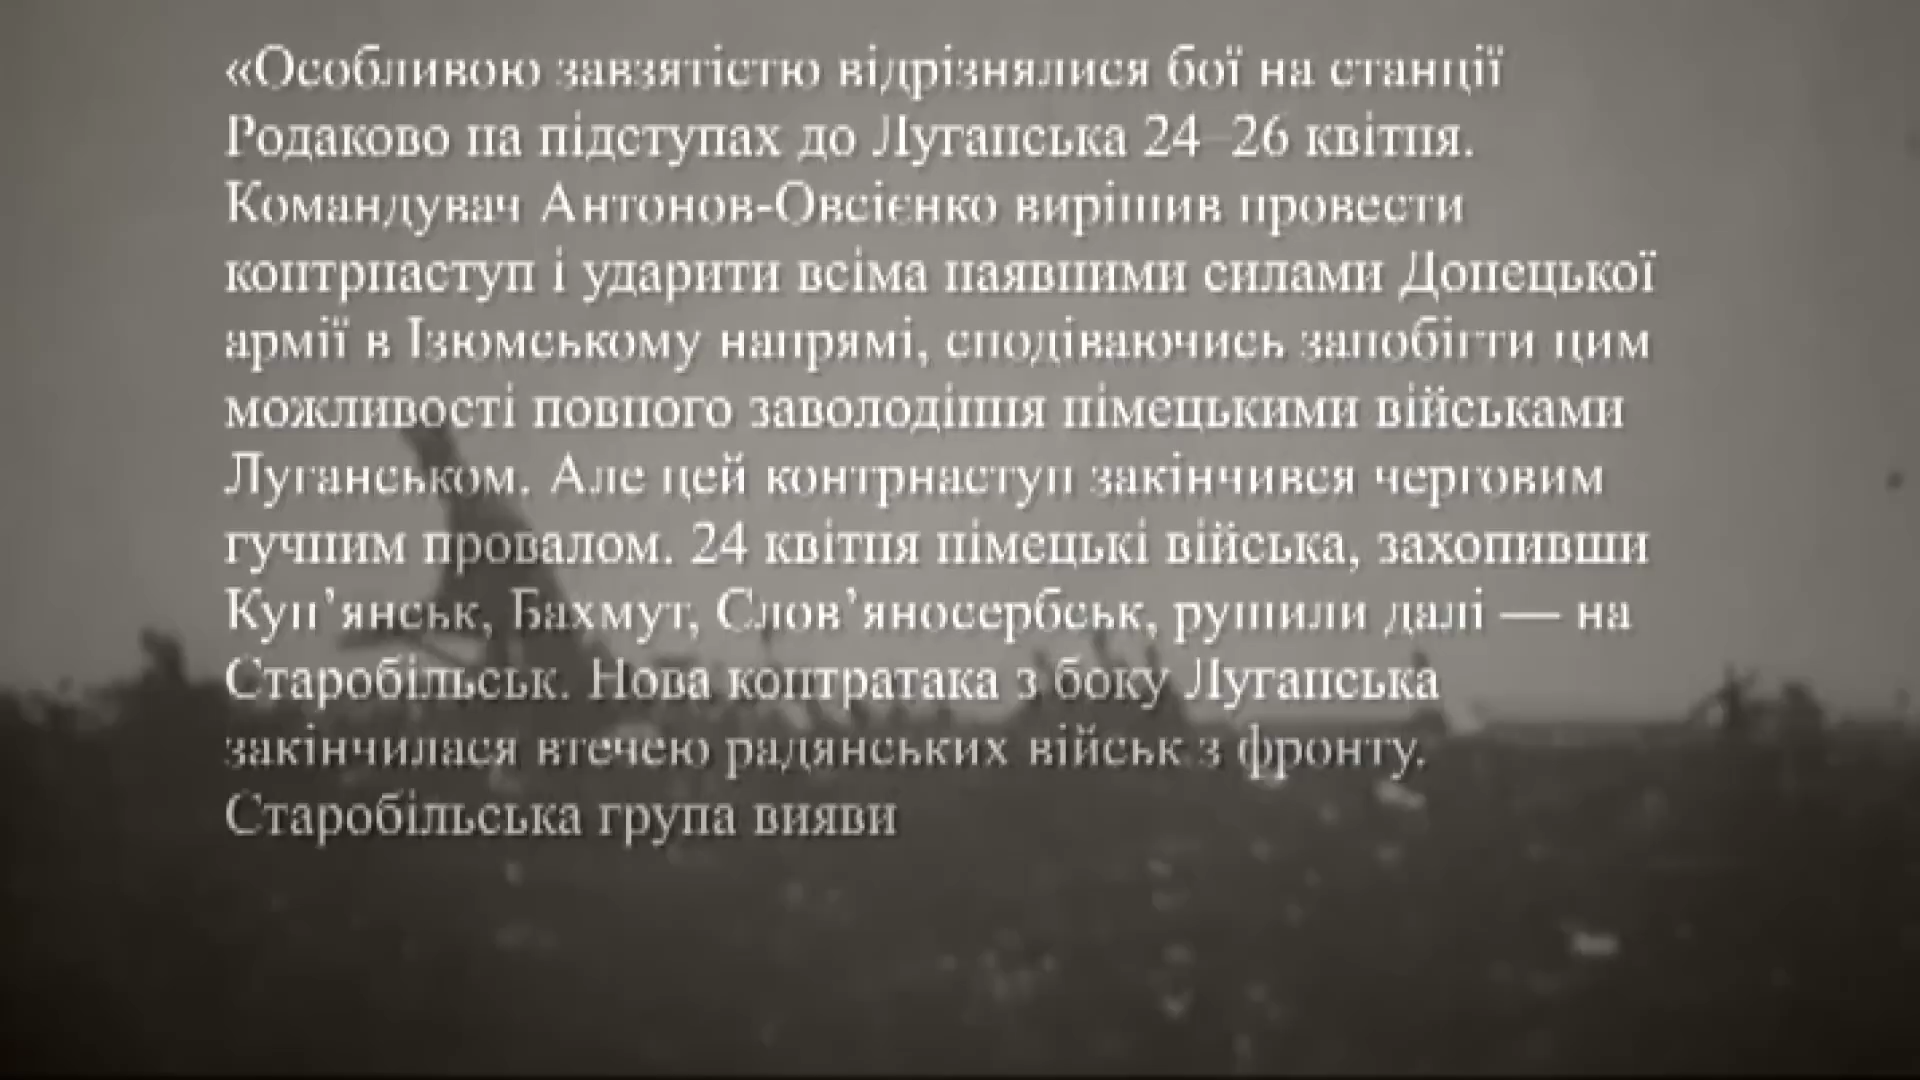 «Особливою завзятістю відрізнялися бої на станції
Родаково на підступах до Луганська 24–26 квітня.
Командувач Антонов-Овсієнко вирішив провести
контрнаступ і ударити всіма наявними силами Донецької
армії в Ізюмському напрямі, сподіваючись запобігти цим
можливості повного заволодіння німецькими військами
Луганськом. Але цей контрнаступ закінчився черговим
гучним провалом. 24 квітня німецькі війська, захопивши
Куп’янськ, Бахмут, Слов’яносербськ, рушили далі — на
Старобільськ. Нова контратака з боку Луганська
закінчилася втечею радянських військ з фронту.
Старобільська група вияви